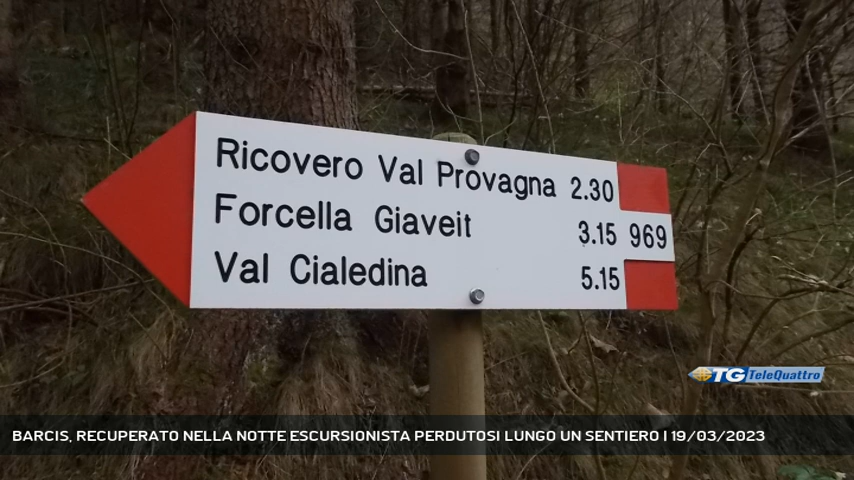 Ricovero Val Provagna 2.30
Forcella Giaveit 3.15 969
Val Cialedina 5.15
TG TeleQuattro
BARCIS, RECUPERATO NELLA NOTTE ESCURSIONISTA PERDUTOSI LUNGO UN SENTIERO | 19/03/2023